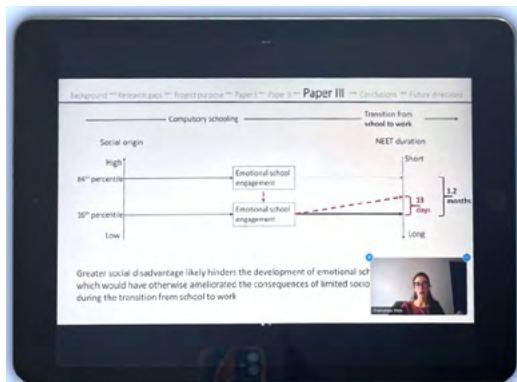 Background — Research gaps — Project purpose — Paper I — Paper II — Paper III — Conclusions — Future directions
Compulsory schooling
Transition from
school to work
Social origin
NEET duration
High
Short
84th percentile
Emotional school
engagement
1.2
months
13
days
16th percentile
Emotional school
engagement
Low
Long
Greater social disadvantage likely hinders the development of emotional
which would have otherwise ameliorated the consequences of limited
during the transition from school to work